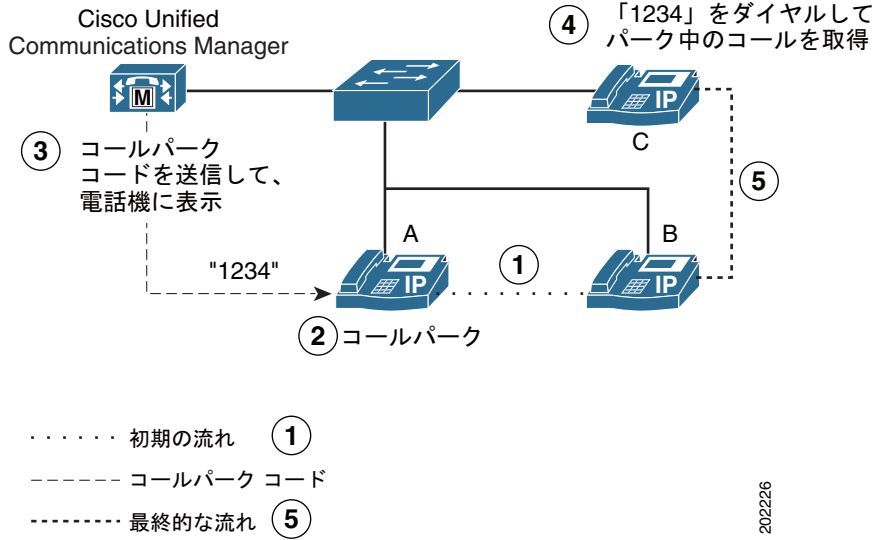 Cisco Unified
Communications Manager
M
4
「1234」をダイヤルして
パーク中のコールを取得
IP
C
3
コールパーク
コードを送信して、
電話機に表示
5
A
B
"1234"
1
IP
IP
2
コールパーク
初期の流れ 1
コールパーク コード
最終的な流れ 5
202226